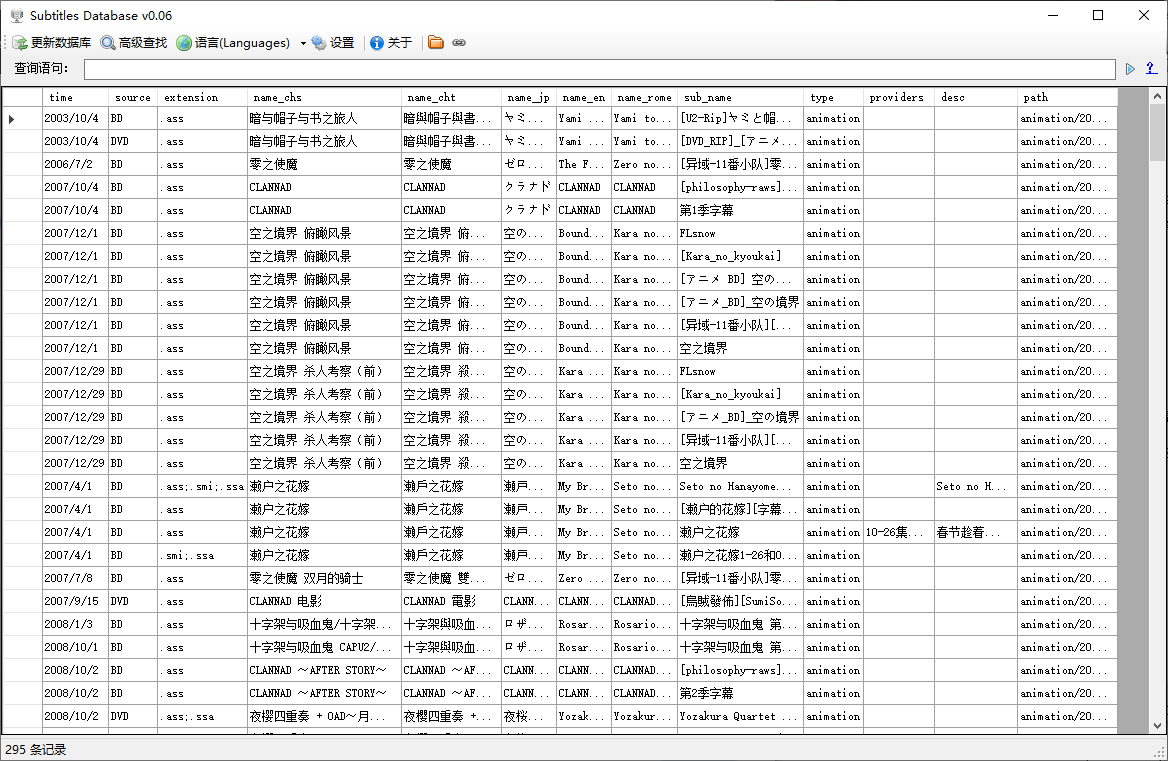 Subtitles Database v0.06
更新数据库 高级查找 语言(Languages) 设置 关于
查询语句: ?
time source extension name_chs name_cht name_jp name_en name_rome sub_name type providers desc path
2003/10/4 BD .ass 暗与帽子与书之旅人 暗與帽子與書... ヤミ... Yami ... Yami to... [U2-Rip]ヤミと帽... animation animation/20...
2003/10/4 DVD .ass 暗与帽子与书之旅人 暗與帽子與書... ヤミ... Yami ... Yami to... [DVD_RIP]_[アニメ... animation animation/20...
2006/7/2 BD .ass 零之使魔 零之使魔 ゼロ... The F... Zero no... [异域-11番小队]零... animation animation/20...
2007/10/4 BD .ass CLANNAD CLANNAD クラナド CLANNAD CLANNAD [philosophy-raws]... animation animation/20...
2007/10/4 BD .ass CLANNAD CLANNAD クラナド CLANNAD CLANNAD 第1季字幕 animation animation/20...
2007/12/1 BD .ass 空之境界 俯瞰风景 空之境界 俯... 空の... Bound... Kara no... FLsnow animation animation/20...
2007/12/1 BD .ass 空之境界 俯瞰风景 空之境界 俯... 空の... Bound... Kara no... [Kara_no_kyoukai] animation animation/20...
2007/12/1 BD .ass 空之境界 俯瞰风景 空之境界 俯... 空の... Bound... Kara no... [アニメ BD] 空の... animation animation/20...
2007/12/1 BD .ass 空之境界 俯瞰风景 空之境界 俯... 空の... Bound... Kara no... [アニメ_BD]_空の境界 animation animation/20...
2007/12/1 BD .ass 空之境界 俯瞰风景 空之境界 俯... 空の... Bound... Kara no... [异域-11番小队][... animation animation/20...
2007/12/1 BD .ass 空之境界 俯瞰风景 空之境界 俯... 空の... Bound... Kara no... 空之境界 animation animation/20...
2007/12/29 BD .ass 空之境界 杀人考察（前） 空之境界 殺... 空の... Kara ... Kara no... FLsnow animation animation/20...
2007/12/29 BD .ass 空之境界 杀人考察（前） 空之境界 殺... 空の... Kara ... Kara no... [Kara_no_kyoukai] animation animation/20...
2007/12/29 BD .ass 空之境界 杀人考察（前） 空之境界 殺... 空の... Kara ... Kara no... [アニメ_BD]_空の境界 animation animation/20...
2007/12/29 BD .ass 空之境界 杀人考察（前） 空之境界 殺... 空の... Kara ... Kara no... [异域-11番小队][... animation animation/20...
2007/12/29 BD .ass 空之境界 杀人考察（前） 空之境界 殺... 空の... Kara ... Kara no... 空之境界 animation animation/20...
2007/4/1 BD .ass;.smi;.ssa 濑户之花嫁 瀨戶之花嫁 瀬戸... My Br... Seto no... Seto no Hanayome... animation Seto no H... animation/20...
2007/4/1 BD .ass 濑户之花嫁 瀨戶之花嫁 瀬戸... My Br... Seto no... [濑户的花嫁][字幕... animation animation/20...
2007/4/1 BD .ass 濑户之花嫁 瀨戶之花嫁 瀬戸... My Br... Seto no... 濑户之花嫁 animation 10-26集... 春节趁着... animation/20...
2007/4/1 BD .smi;.ssa 濑户之花嫁 瀨戶之花嫁 瀬戸... My Br... Seto no... 濑户之花嫁1-26和O... animation animation/20...
2007/7/8 BD .ass 零之使魔 双月的骑士 零之使魔 雙... ゼロ... Zero ... Zero no... [异域-11番小队]零... animation animation/20...
2007/9/15 DVD .ass CLANNAD 电影 CLANNAD 電影 CLANN... CLANN... CLANNAD... [烏賊發佈][SumiSo... animation animation/20...
2008/1/3 BD .ass 十字架与吸血鬼/十字架... 十字架與吸血... ロザ... Rosar... Rosario... 十字架与吸血鬼 第... animation animation/20...
2008/10/1 BD .ass 十字架与吸血鬼 CAPU2/... 十字架與吸血... ロザ... Rosar... Rosario... 十字架与吸血鬼 第... animation animation/20...
2008/10/2 BD .ass CLANNAD ～AFTER STORY～ CLANNAD ～AF... CLANN... CLANN... CLANNAD... [philosophy-raws]... animation animation/20...
2008/10/2 BD .ass CLANNAD ～AFTER STORY～ CLANNAD ～AF... CLANN... CLANN... CLANNAD... 第2季字幕 animation animation/20...
2008/10/2 DVD .ass;.ssa 夜樱四重奏 + OAD～月... 夜櫻四重奏 +... 夜桜... Yozak... Yozakur... Yozakura Quartet ... animation animation/20...
295 条记录